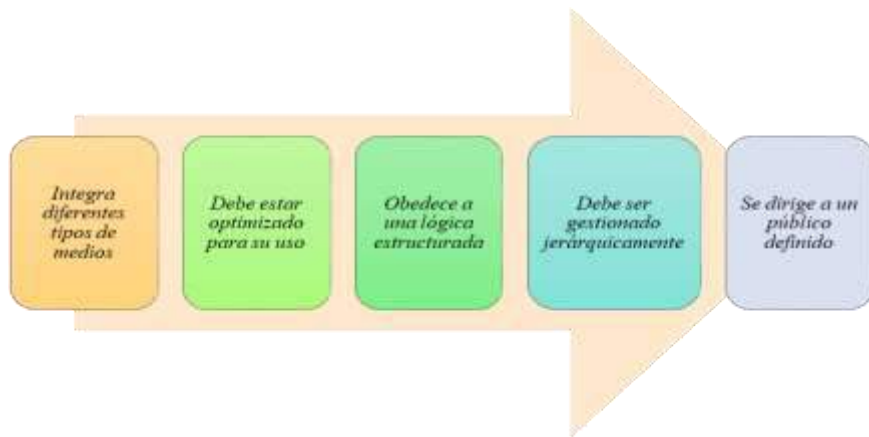 Integra
diferentes
tipos de
medios
Debe estar
optimizado
para su uso
Obedece a
una lógica
estructurada
Debe ser
gestionado
jerárquicamente
Se dirige a un
público
definido